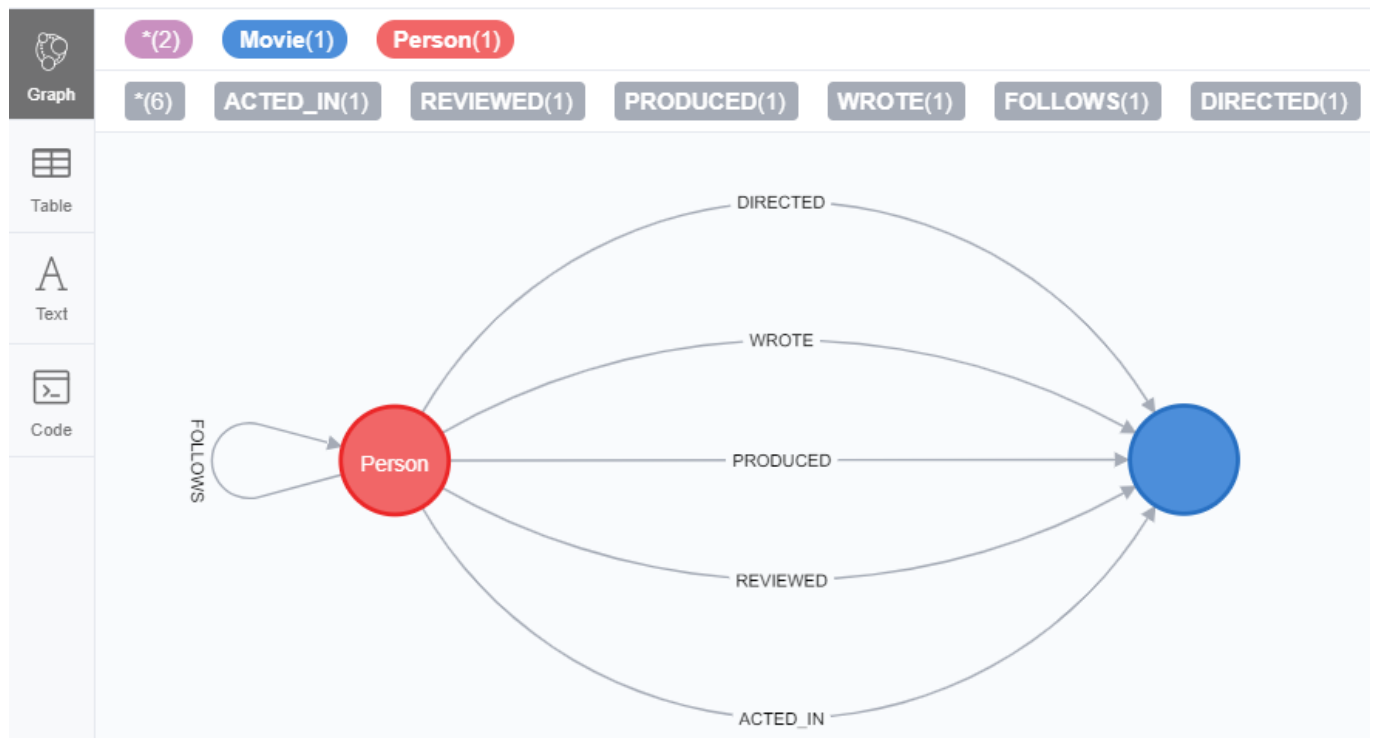 *(2) Movie(1) Person(1)
Graph
*(6) ACTED_IN(1) REVIEWED(1) PRODUCED(1) WROTE(1) FOLLOWS(1) DIRECTED(1)
Table
Text
Code
DIRECTED
WROTE
FOLLOWS
Person
PRODUCED
REVIEWED
ACTED_IN